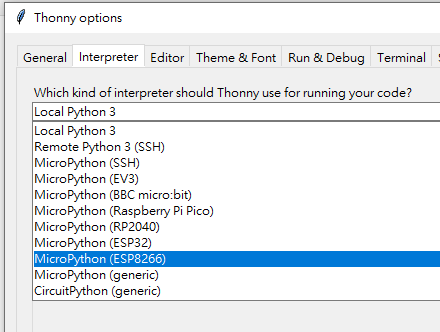 Thonny options
General Interpreter Editor Theme & Font Run & Debug Terminal
Which kind of interpreter should Thonny use for running your code?
Local Python 3
Local Python 3
Remote Python 3 (SSH)
MicroPython (SSH)
MicroPython (EV3)
MicroPython (BBC micro:bit)
MicroPython (Raspberry Pi Pico)
MicroPython (RP2040)
MicroPython (ESP32)
MicroPython (ESP8266)
MicroPython (generic)
CircuitPython (generic)